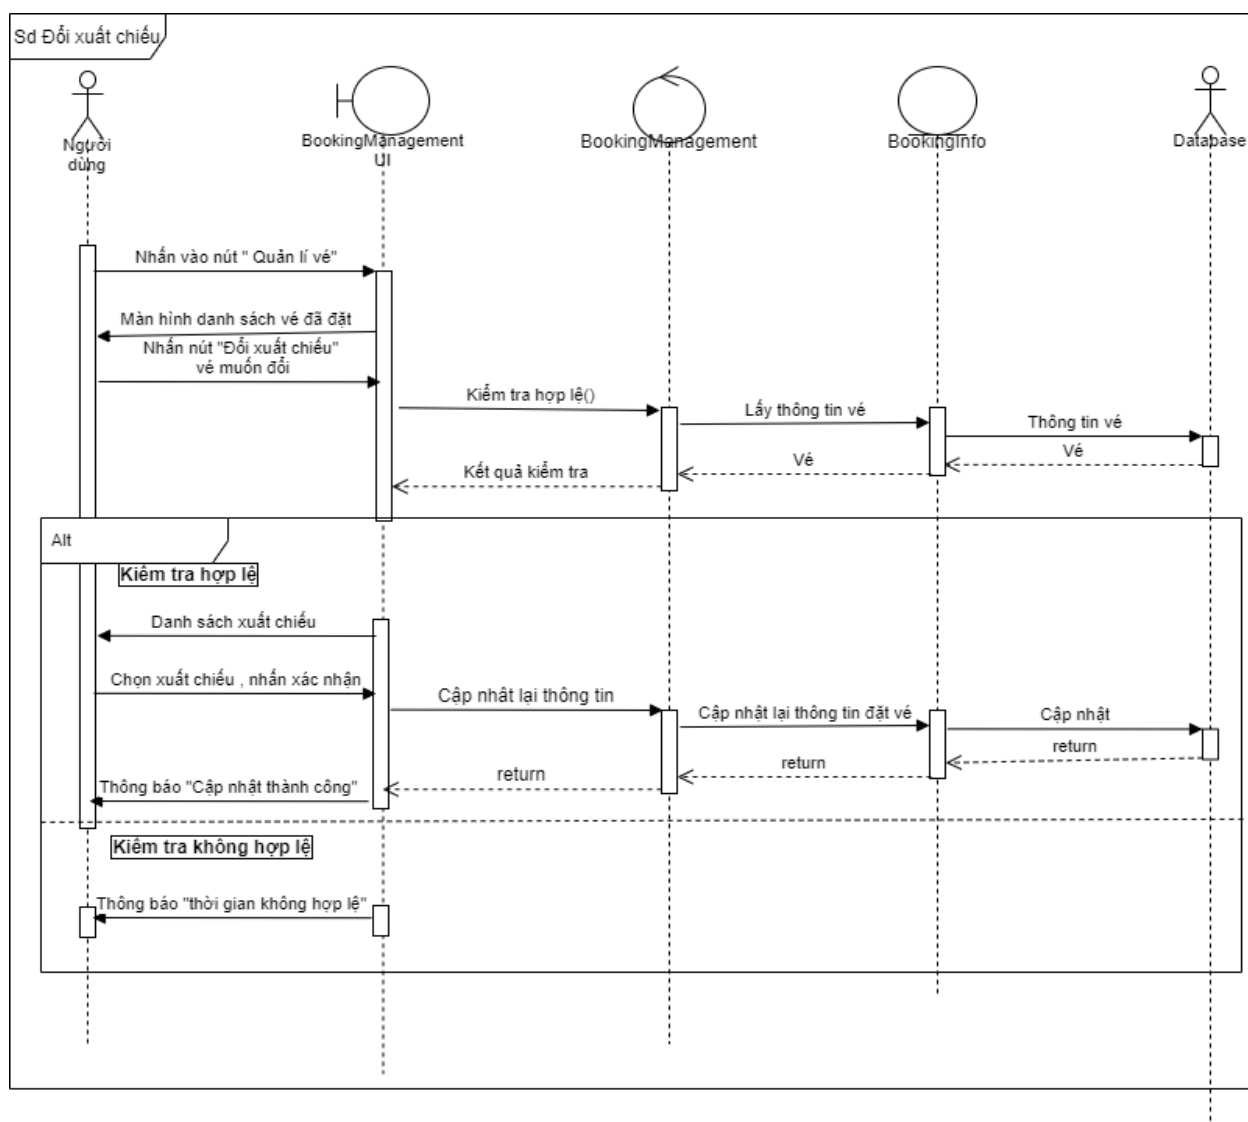 Sd Đổi xuất chiếu
Người
dùng
BookingManagement
UI
BookingManagement
BookingInfo
Database
Nhấn vào nút " Quản lí vé"
Màn hình danh sách vé đã đặt
Nhấn nút "Đổi xuất chiếu"
vé muốn đổi
Kiểm tra hợp lệ()
Lấy thông tin vé
Thông tin vé
Vé
Vé
Kết quả kiểm tra
Alt
Kiểm tra hợp lệ
Danh sách xuất chiếu
Chọn xuất chiếu , nhấn xác nhận
Cập nhât lại thông tin
Cập nhật lại thông tin đặt vé
Cập nhật
return
return
return
Thông báo "Cập nhật thành công"
Kiểm tra không hợp lệ
Thông báo "thời gian không hợp lệ"